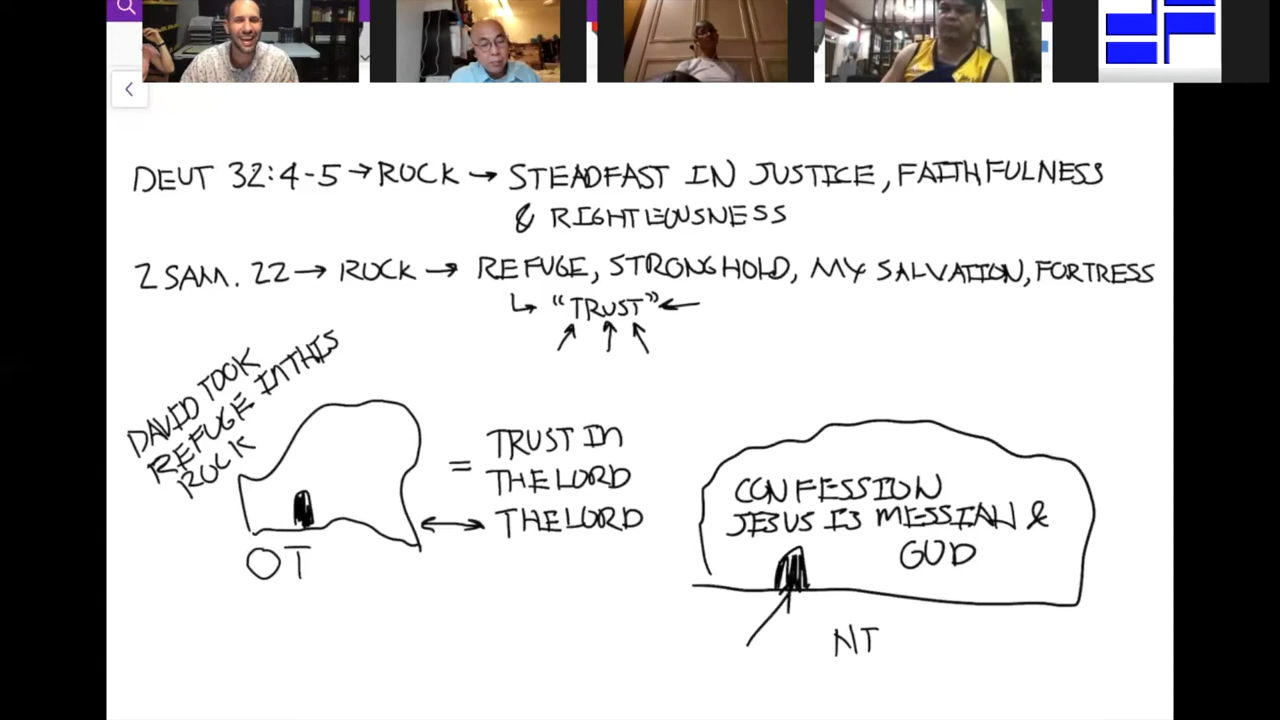 DEUT 32:4-5 → ROCK → STEADFAST IN JUSTICE, FAITHFULNESS
& RIGHTEOUSNESS
2 SAM. 22 → ROCK → REFUGE, STRONGHOLD, MY SALVATION, FORTRESS
↳ "TRUST" ←
DAVID TOOK
REFUGE IN THIS
ROCK
= TRUST IN
THE LORD
↔ THE LORD
OT
CONFESSION
JESUS IS MESSIAH &
GOD
NT